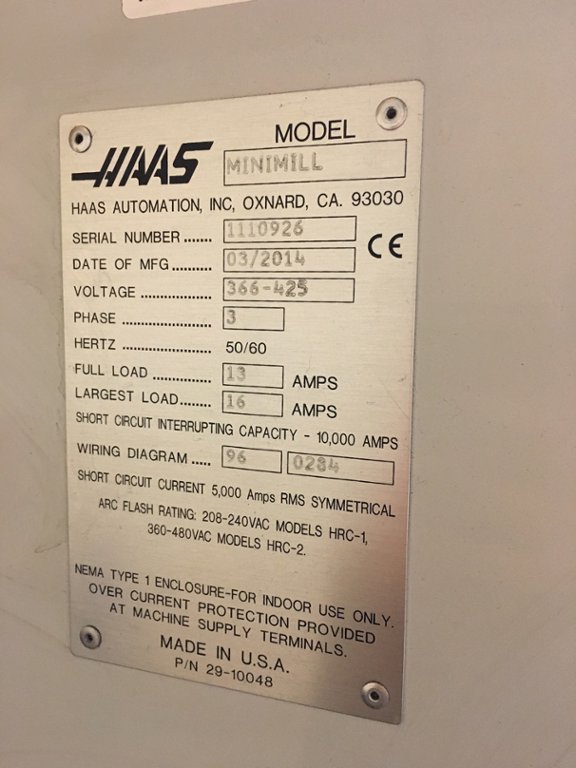 MODEL
HAAS MINIMILL
HAAS AUTOMATION, INC, OXNARD, CA. 93030
SERIAL NUMBER ....... 1110926
CE
DATE OF MFG.......... 03/2014
VOLTAGE .................. 366-425
PHASE ....................... 3
HERTZ ....................... 50/60
FULL LOAD ............... 13 AMPS
LARGEST LOAD........ 16 AMPS
SHORT CIRCUIT INTERRUPTING CAPACITY - 10,000 AMPS
WIRING DIAGRAM ..... 96 0284
SHORT CIRCUIT CURRENT 5,000 Amps RMS SYMMETRICAL
ARC FLASH RATING: 208-240VAC MODELS HRC-1,
360-480VAC MODELS HRC-2.
NEMA TYPE 1 ENCLOSURE-FOR INDOOR USE ONLY.
OVER CURRENT PROTECTION PROVIDED
AT MACHINE SUPPLY TERMINALS.
MADE IN U.S.A.
P/N 29-10048